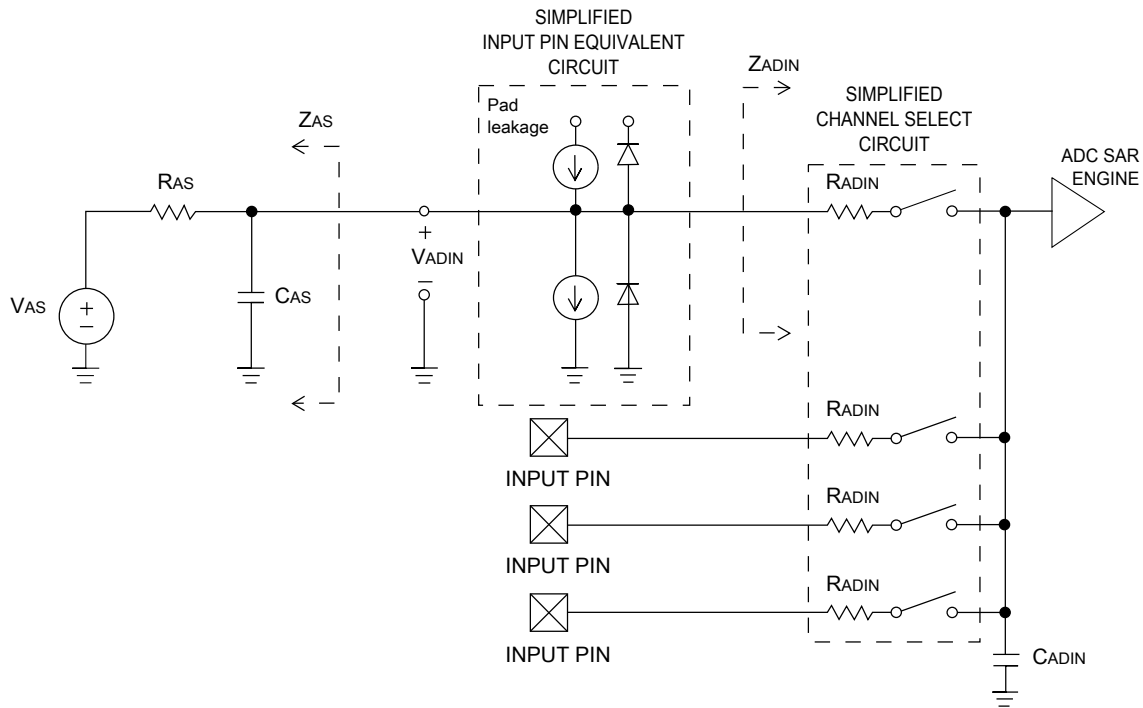 SIMPLIFIED
INPUT PIN EQUIVALENT
CIRCUIT
Pad
leakage
ZAS
RAS
VADIN
+
–
VAS
+
–
CAS
ZADIN
SIMPLIFIED
CHANNEL SELECT
CIRCUIT
ADC SAR
ENGINE
RADIN
RADIN
INPUT PIN
RADIN
INPUT PIN
RADIN
INPUT PIN
CADIN